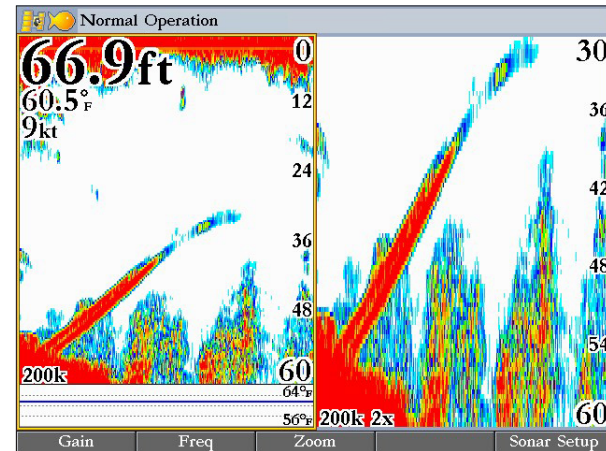 Normal Operation
66.9ft
60.5°F
9kt
0
12
24
36
48
60
200k
64°F
56°F
30
36
42
48
54
60
200k 2x
Gain
Freq
Zoom
Sonar Setup